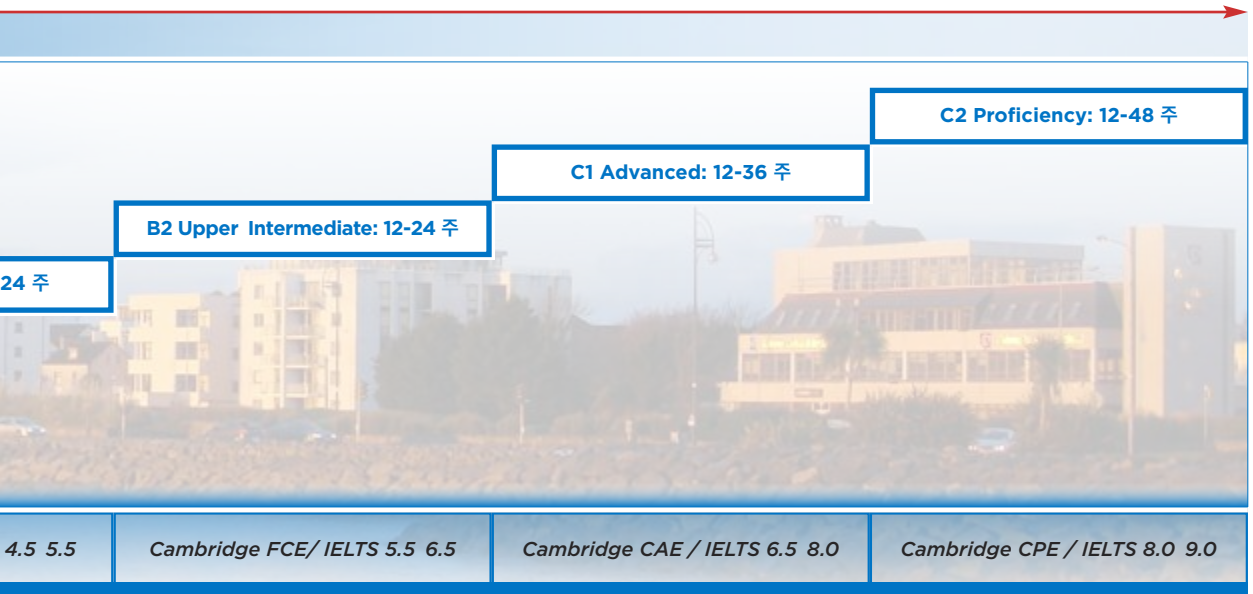 C2 Proficiency: 12-48 주
C1 Advanced: 12-36 주
B2 Upper Intermediate: 12-24 주
24 주
4.5 5.5
Cambridge FCE/ IELTS 5.5 6.5
Cambridge CAE / IELTS 6.5 8.0
Cambridge CPE / IELTS 8.0 9.0